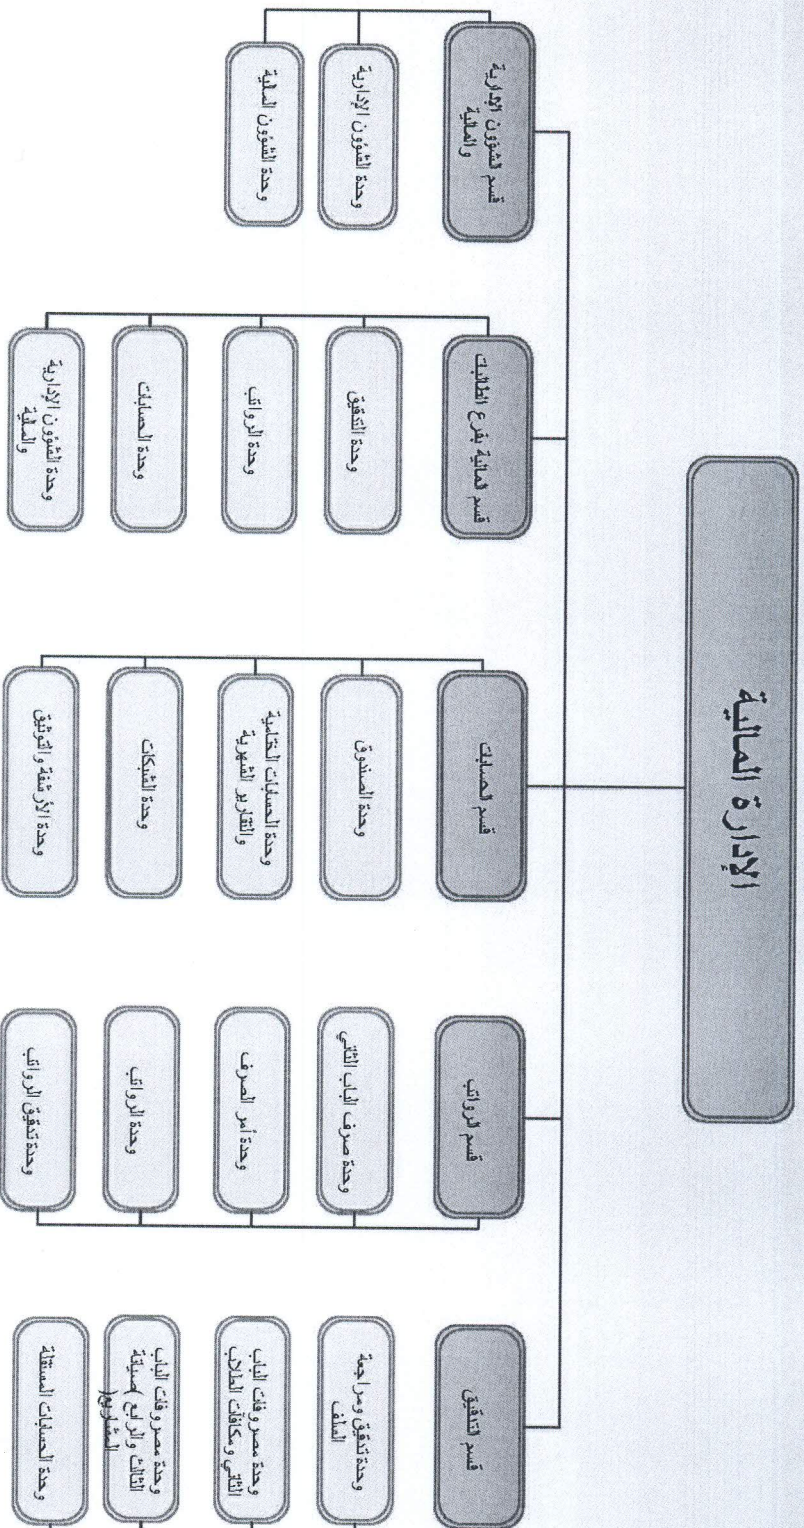 الإدارة المالية
قسم التدقيق
وحدة تدقيق ومراجعة
السلف
وحدة مصروفات الباب
الثاني ومكافآت الطلاب
وحدة مصروفات الباب
الثالث والرابع )صيانة
المشاريع(
وحدة الحسابات المستقلة
قسم الرواتب
وحدة صرف الباب الثاني
وحدة أمر الصرف
وحدة الرواتب
وحدة تدقيق الرواتب
قسم الحسابات
وحدة الصندوق
وحدة الحسابات الختامية
والتقارير الشهرية
وحدة الشبكات
وحدة الأرشفة والتوثيق
قسم المالية بفرع الطالبات
وحدة التدقيق
وحدة الرواتب
وحدة الحسابات
وحدة الشؤون الإدارية
والمالية
قسم الشؤون الإدارية
والمالية
وحدة الشؤون الإدارية
وحدة الشؤون المالية